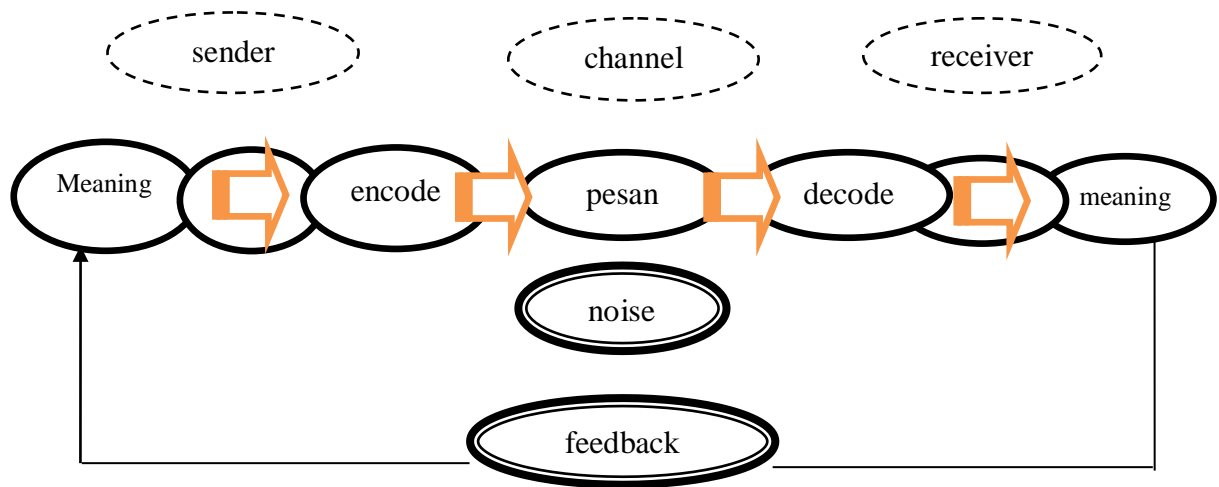 sender
channel
receiver
Meaning
encode
pesan
decode
meaning
noise
feedback